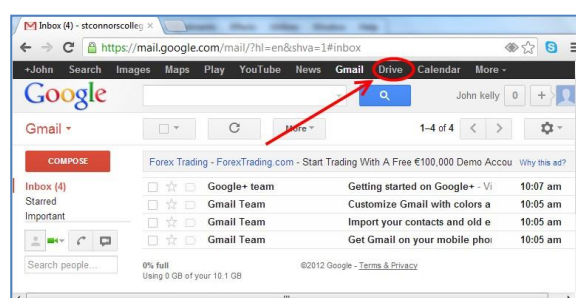 Inbox (4) - stconnorscolleg ×
https://mail.google.com/mail/?hl=en&shva=1#inbox
+John Search Images Maps Play YouTube News Gmail Drive Calendar More
Google John kelly 0 +
Gmail More 1–4 of 4
COMPOSE
Forex Trading - ForexTrading.com - Start Trading With A Free €100,000 Demo Accou Why this ad?
Inbox (4)
Starred
Important
Google+ team Getting started on Google+ - Vi 10:07 am
Gmail Team Customize Gmail with colors a 10:05 am
Gmail Team Import your contacts and old e 10:05 am
Gmail Team Get Gmail on your mobile pho 10:05 am
Search people...
0% full
Using 0 GB of your 10.1 GB
©2012 Google - Terms & Privacy